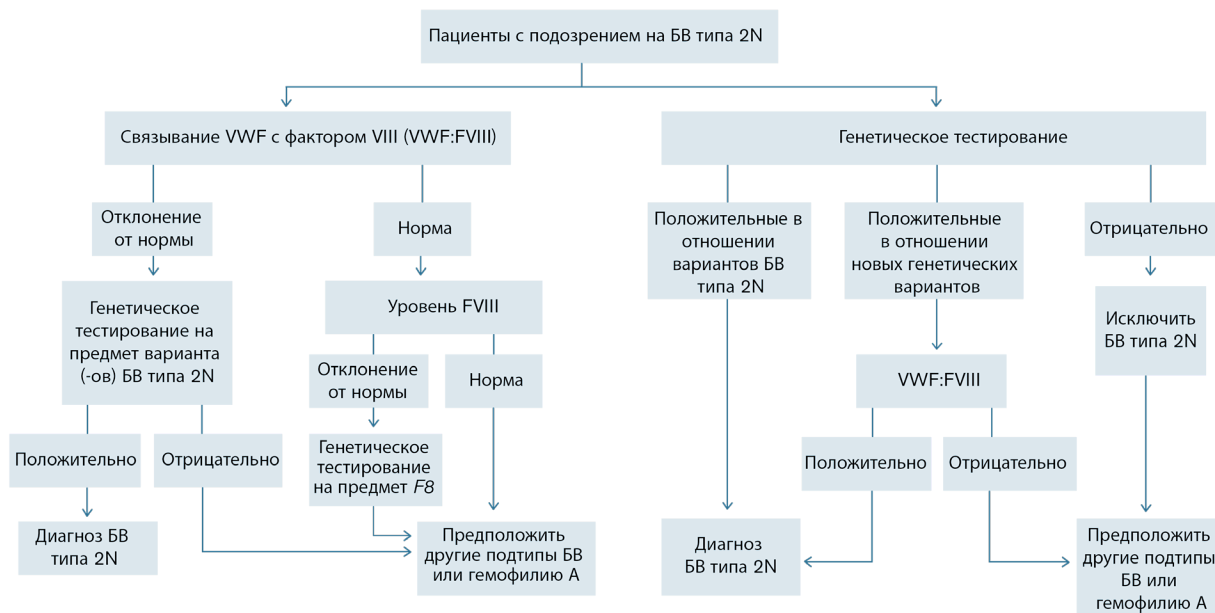 Пациенты с подозрением на БВ типа 2N
Связывание VWF с фактором VIII (VWF:FVIII)
Отклонение
от нормы
Норма
Генетическое
тестирование на
предмет варианта
(-ов) БВ типа 2N
Уровень FVIII
Отклонение
от нормы
Норма
Положительно
Отрицательно
Генетическое
тестирование
на предмет F8
Диагноз БВ
типа 2N
Предположить
другие подтипы БВ
или гемофилию А
Генетическое тестирование
Положительные в
отношении
вариантов БВ
типа 2N
Положительные
в отношении
новых генетических
вариантов
Отрицательно
Исключить
БВ типа 2N
VWF:FVIII
Положительно
Отрицательно
Диагноз
БВ типа 2N
Предположить
другие подтипы
БВ или
гемофилию А